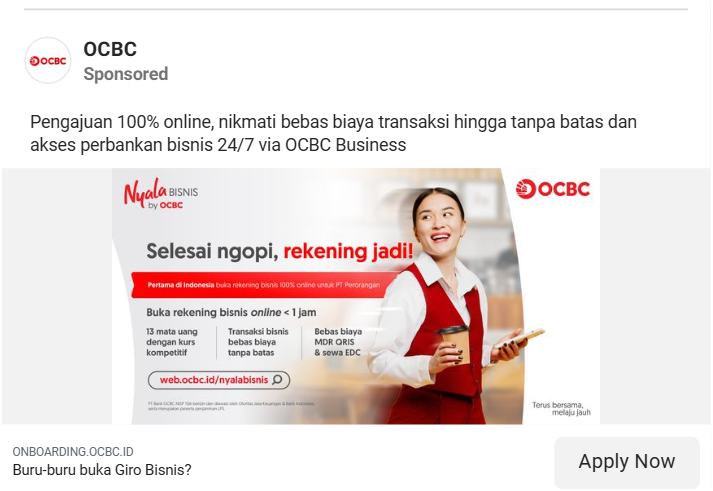 OCBC
OCBC
Sponsored
Pengajuan 100% online, nikmati bebas biaya transaksi hingga tanpa batas dan
akses perbankan bisnis 24/7 via OCBC Business
Nyala BISNIS
by OCBC
OCBC
Selesai ngopi, rekening jadi!
Pertama di Indonesia buka rekening bisnis 100% online untuk PT Perorangan
Buka rekening bisnis online < 1 jam
13 mata uang
dengan kurs
kompetitif
Transaksi bisnis
bebas biaya
tanpa batas
Bebas biaya
MDR QRIS
& sewa EDC
web.ocbc.id/nyalabisnis
PT Bank OCBC NISP Tbk berizin dan diawasi oleh Otoritas Jasa Keuangan & Bank Indonesia
serta merupakan peserta penjaminan LPS.
Terus bersama,
melaju jauh
ONBOARDING.OCBC.ID
Buru-buru buka Giro Bisnis?
Apply Now